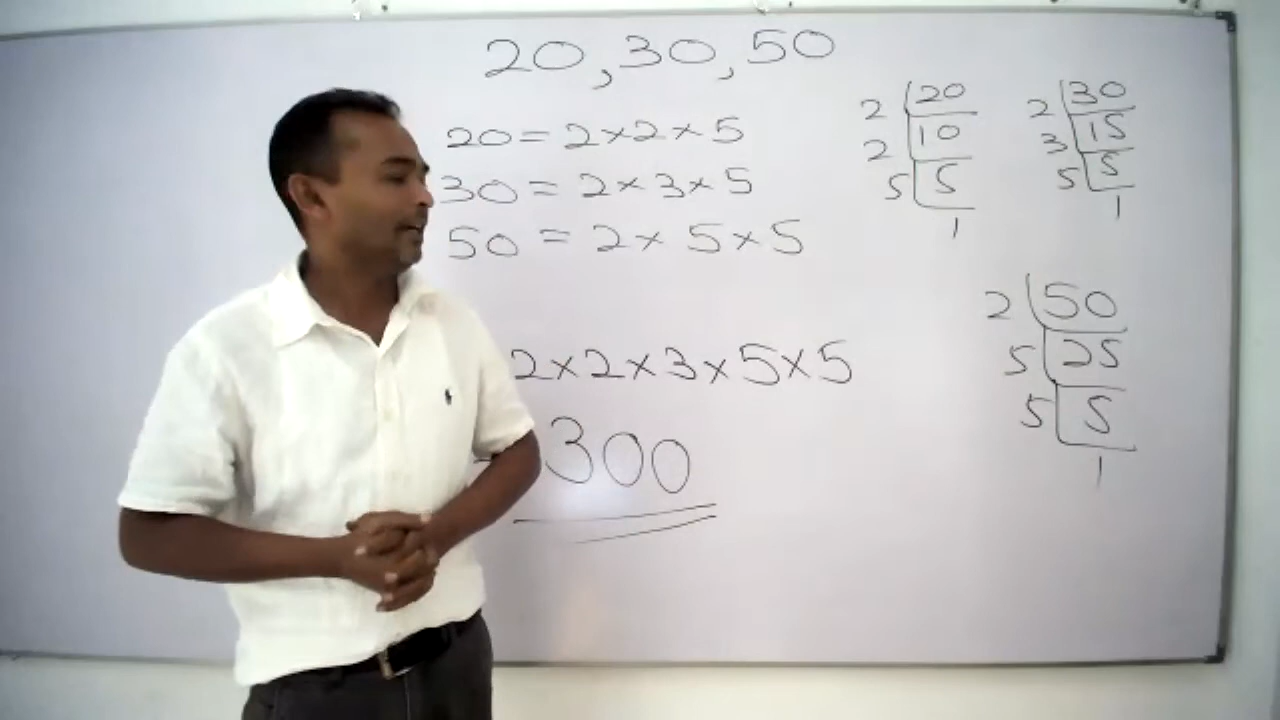 20, 30, 50
20 = 2 × 2 × 5
30 = 2 × 3 × 5
50 = 2 × 5 × 5
2 × 2 × 3 × 5 × 5
300
2 | 20
2 | 10
5 | 5
1
2 | 30
3 | 15
5 | 5
1
2 | 50
5 | 25
5 | 5
1